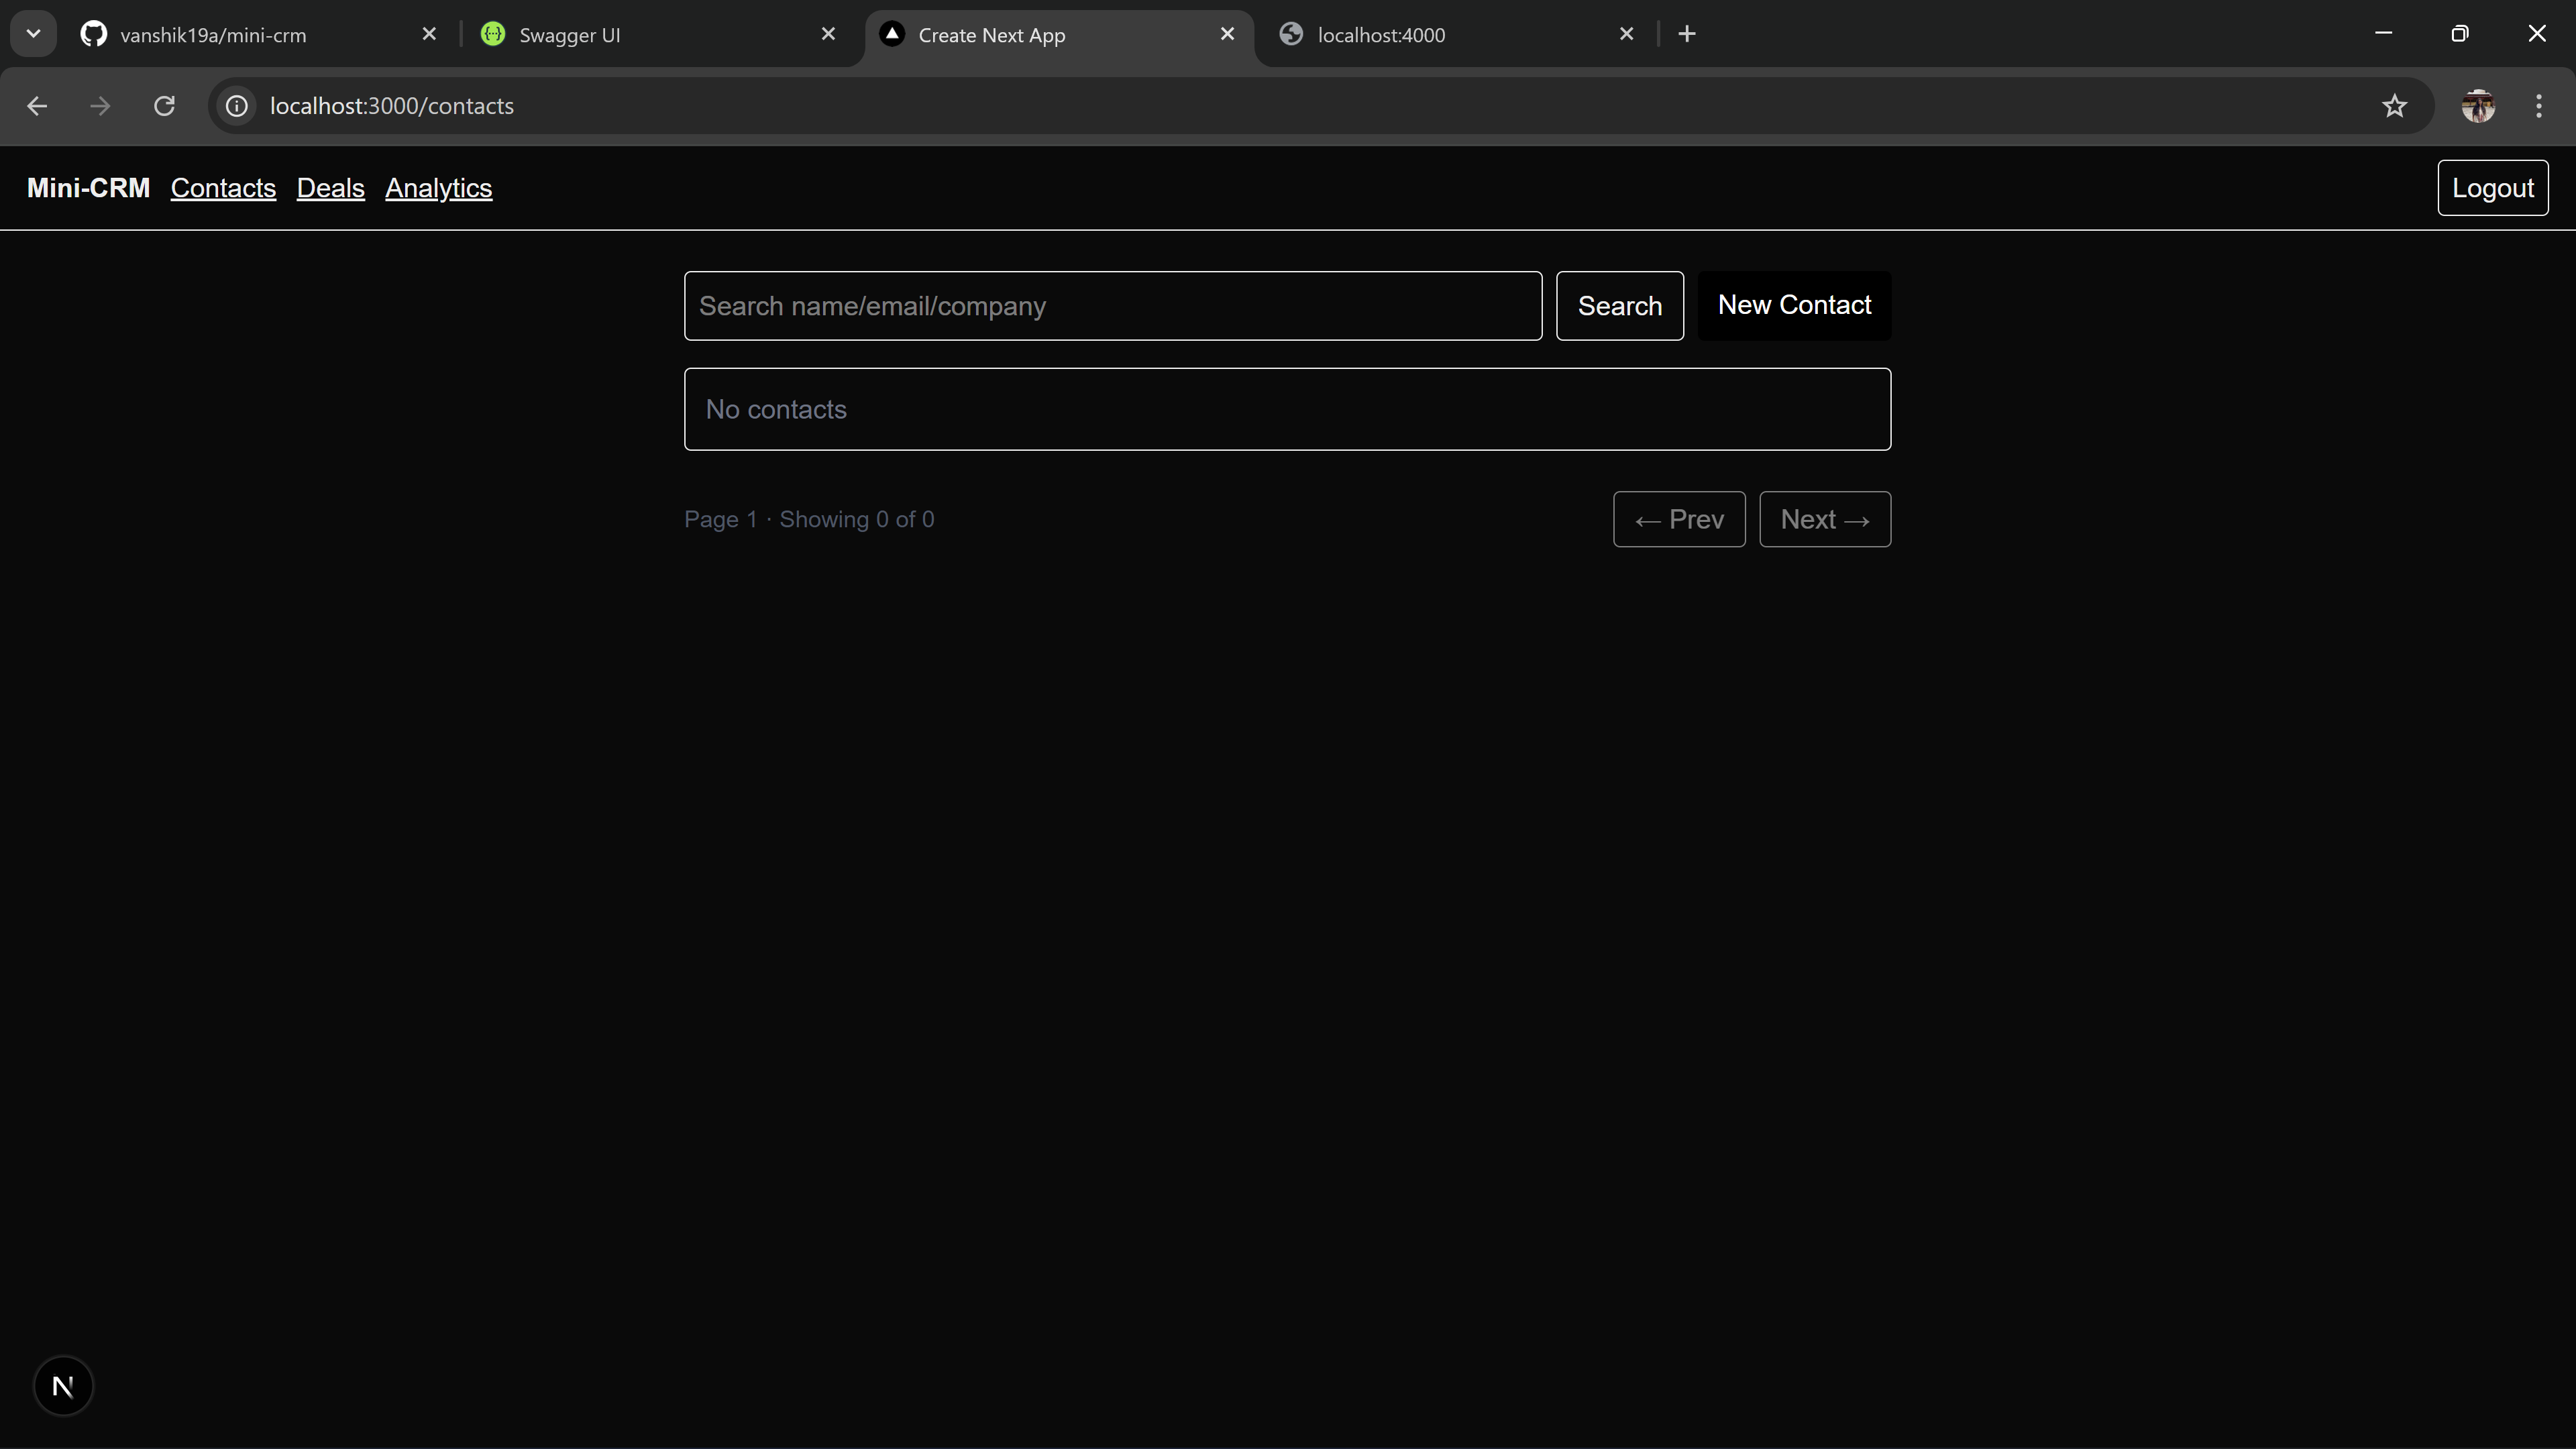 vanshik19a/mini-crm Swagger UI Create Next App localhost:4000
localhost:3000/contacts
Mini-CRM Contacts Deals Analytics Logout
Search name/email/company Search New Contact
No contacts
Page 1 · Showing 0 of 0 ← Prev Next →
N